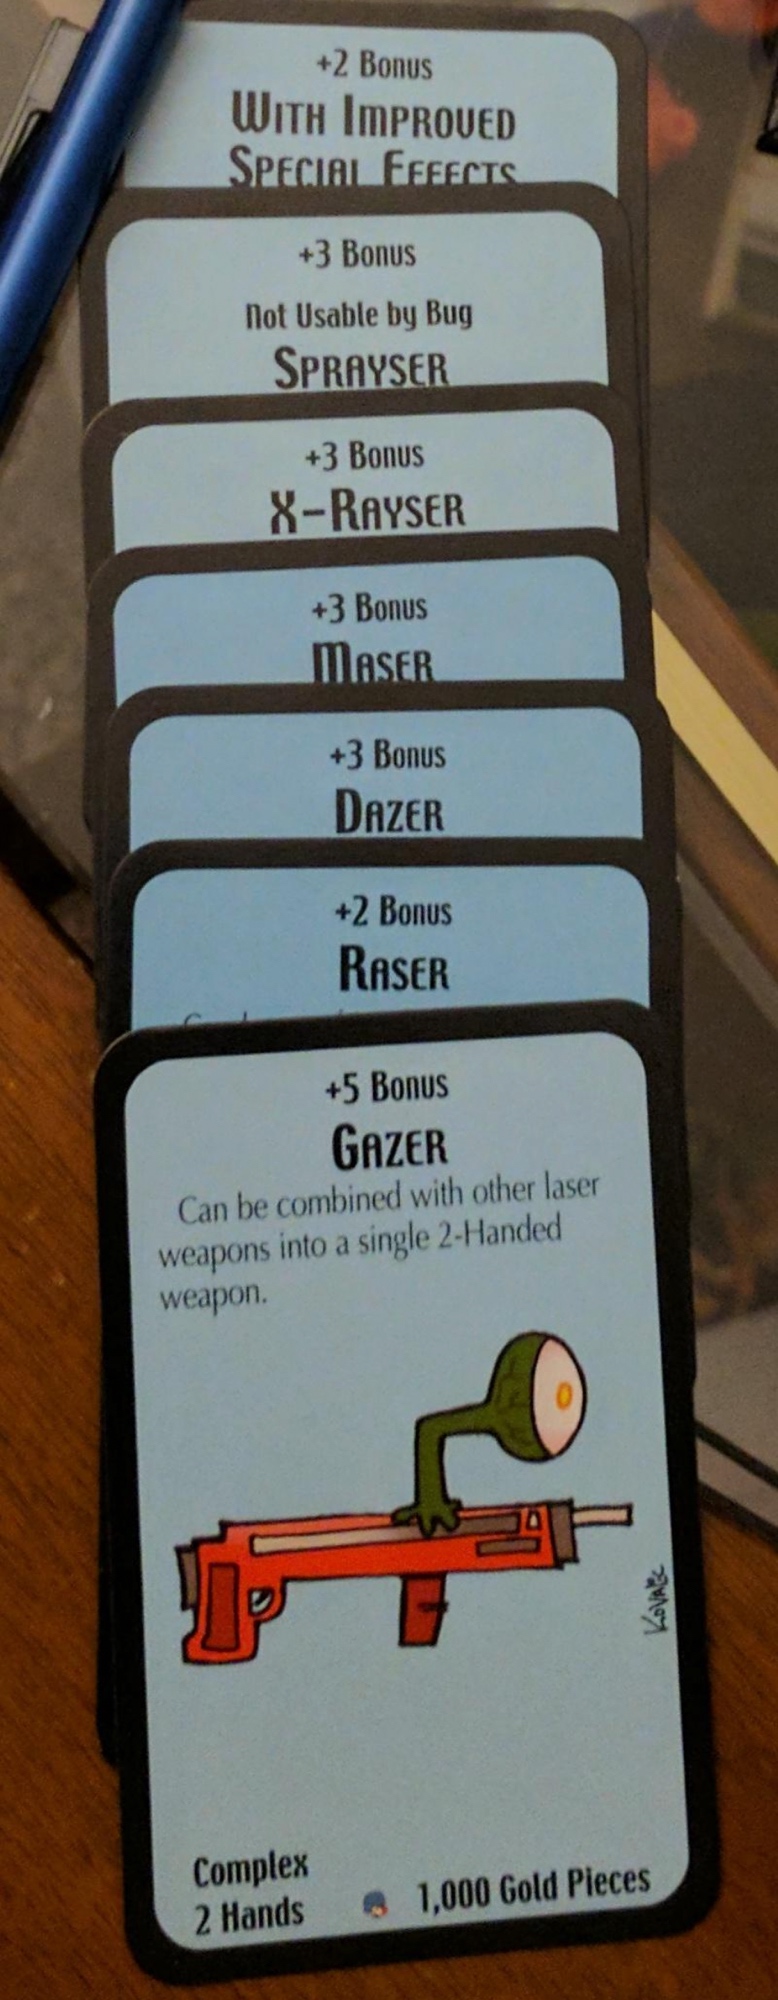 +2 Bonus
With Improved
Special Effects
+3 Bonus
Not Usable by Bug
Sprayser
+3 Bonus
X-Rayser
+3 Bonus
Maser
+3 Bonus
Dazer
+2 Bonus
Raser
+5 Bonus
Gazer
Can be combined with other laser
weapons into a single 2-Handed
weapon.
Kovalic
Complex
2 Hands
1,000 Gold Pieces